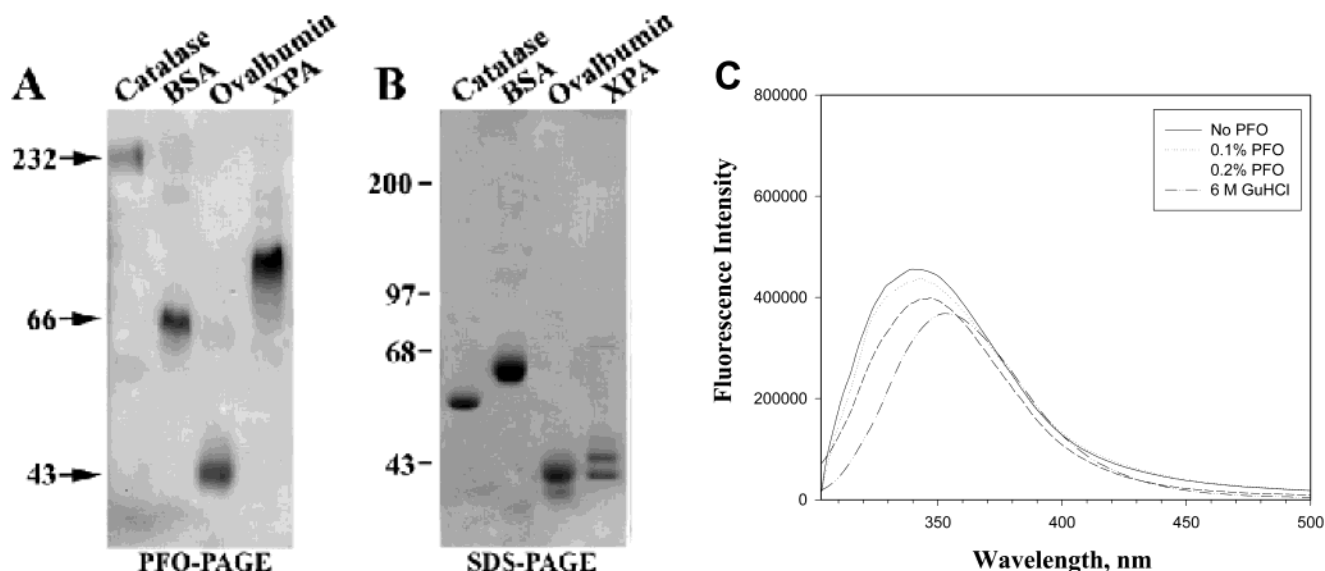 A
Catalase
BSA
Ovalbumin
XPA
232
66
43
PFO-PAGE
B
Catalase
BSA
Ovalbumin
XPA
200
97
68
43
SDS-PAGE
C
800000
600000
400000
200000
0
Fluorescence Intensity
No PFO
0.1% PFO
0.2% PFO
6 M GuHCl
350 400 450 500
Wavelength, nm